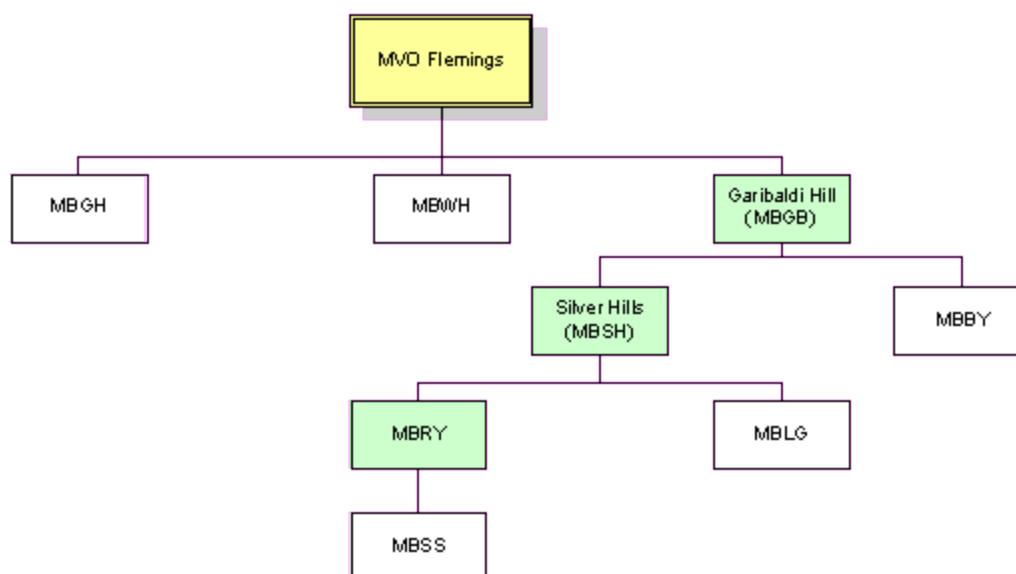 MVO Flemings
MBGH
MBWH
Garibaldi Hill
(MBGB)
Silver Hills
(MBSH)
MBBY
MBRY
MBLG
MBSS